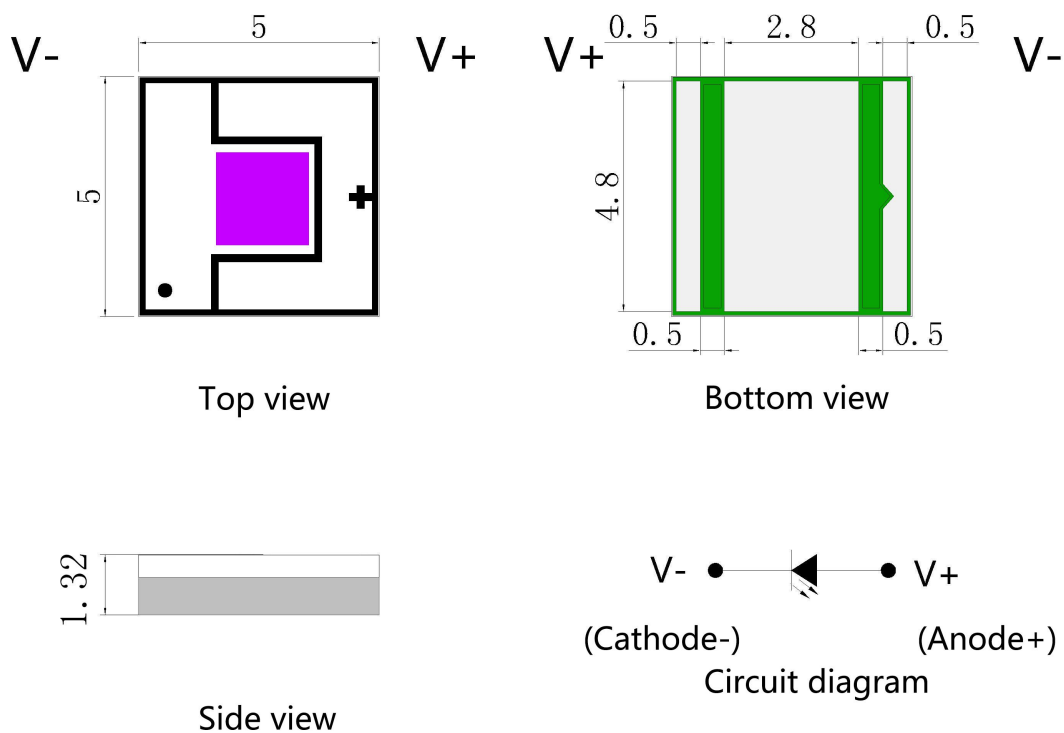 5
V-
V+
5
Top view
0.5
2.8
0.5
V+
V-
4.8
0.5
0.5
Bottom view
1.32
Side view
V-
V+
(Cathode-)
(Anode+)
Circuit diagram